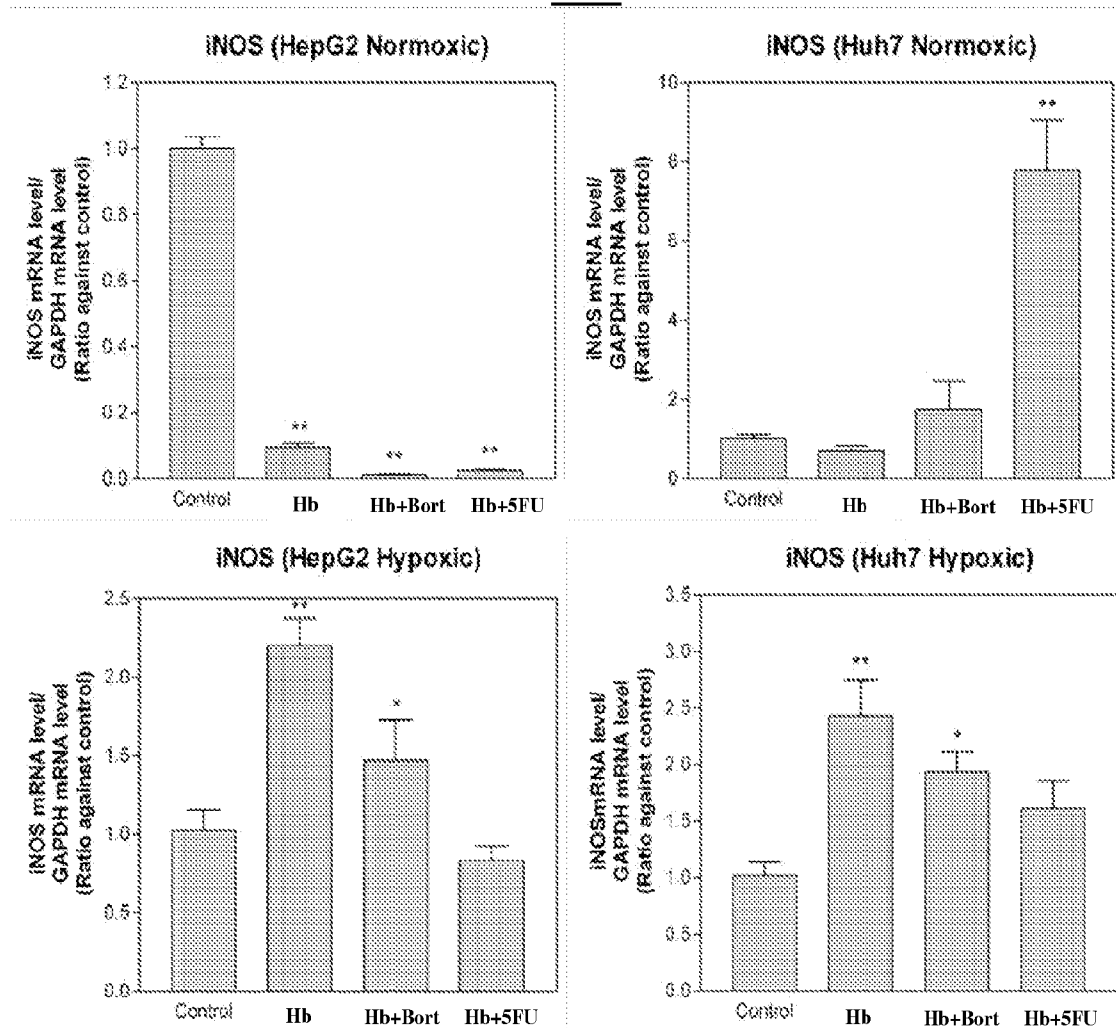 iNOS (HepG2 Normoxic)
iNOS mRNA level/
GAPDH mRNA level
(Ratio against control)
1.2
1.0
0.8
0.6
0.4
0.2
0.0
**
**
**
Control
Hb
Hb+Bort
Hb+5FU
iNOS (Huh7 Normoxic)
iNOS mRNA level/
GAPDH mRNA level
(Ratio against control)
10
8
6
4
2
0
**
Control
Hb
Hb+Bort
Hb+5FU
iNOS (HepG2 Hypoxic)
iNOS mRNA level/
GAPDH mRNA level
(Ratio against control)
2.5
2.0
1.5
1.0
0.5
0.0
**
*
Control
Hb
Hb+Bort
Hb+5FU
iNOS (Huh7 Hypoxic)
iNOSmRNA level/
GAPDH mRNA level
(Ratio against control)
3.5
3.0
2.5
2.0
1.5
1.0
0.5
0.0
**
*
Control
Hb
Hb+Bort
Hb+5FU